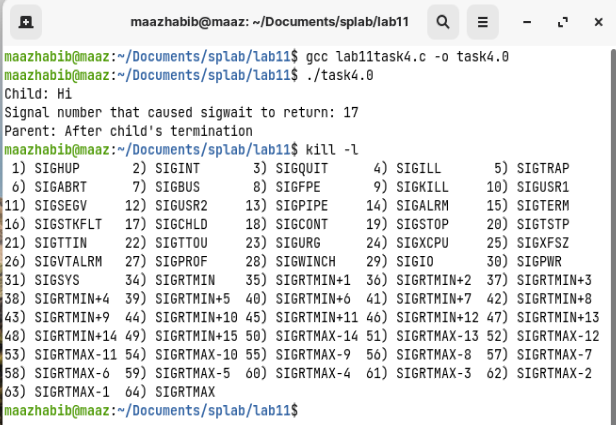 maazhabib@maaz: ~/Documents/splab/lab11
maazhabib@maaz:~/Documents/splab/lab11$ gcc lab11task4.c -o task4.0
maazhabib@maaz:~/Documents/splab/lab11$ ./task4.0
Child: Hi
Signal number that caused sigwait to return: 17
Parent: After child's termination
maazhabib@maaz:~/Documents/splab/lab11$ kill -l
 1) SIGHUP       2) SIGINT       3) SIGQUIT      4) SIGILL       5) SIGTRAP
 6) SIGABRT      7) SIGBUS       8) SIGFPE       9) SIGKILL     10) SIGUSR1
11) SIGSEGV     12) SIGUSR2     13) SIGPIPE     14) SIGALRM     15) SIGTERM
16) SIGSTKFLT   17) SIGCHLD     18) SIGCONT     19) SIGSTOP     20) SIGTSTP
21) SIGTTIN     22) SIGTTOU     23) SIGURG      24) SIGXCPU     25) SIGXFSZ
26) SIGVTALRM   27) SIGPROF     28) SIGWINCH    29) SIGIO       30) SIGPWR
31) SIGSYS      34) SIGRTMIN    35) SIGRTMIN+1  36) SIGRTMIN+2  37) SIGRTMIN+3
38) SIGRTMIN+4  39) SIGRTMIN+5  40) SIGRTMIN+6  41) SIGRTMIN+7  42) SIGRTMIN+8
43) SIGRTMIN+9  44) SIGRTMIN+10 45) SIGRTMIN+11 46) SIGRTMIN+12 47) SIGRTMIN+13
48) SIGRTMIN+14 49) SIGRTMIN+15 50) SIGRTMAX-14 51) SIGRTMAX-13 52) SIGRTMAX-12
53) SIGRTMAX-11 54) SIGRTMAX-10 55) SIGRTMAX-9  56) SIGRTMAX-8  57) SIGRTMAX-7
58) SIGRTMAX-6  59) SIGRTMAX-5  60) SIGRTMAX-4  61) SIGRTMAX-3  62) SIGRTMAX-2
63) SIGRTMAX-1  64) SIGRTMAX
maazhabib@maaz:~/Documents/splab/lab11$